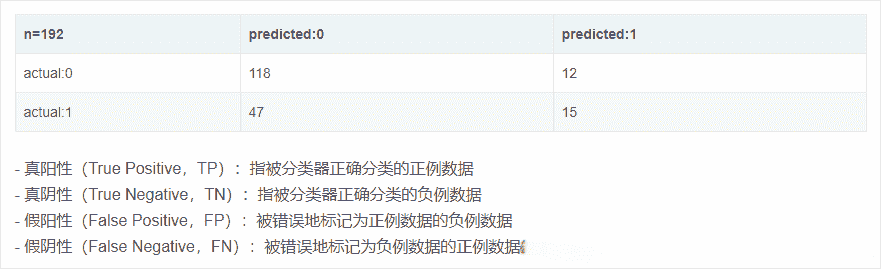 n=192 predicted:0 predicted:1
actual:0 118 12
actual:1 47 15
- 真阳性（True Positive，TP）：指被分类器正确分类的正例数据
- 真阴性（True Negative，TN）：指被分类器正确分类的负例数据
- 假阳性（False Positive，FP）：被错误地标记为正例数据的负例数据
- 假阴性（False Negative，FN）：被错误地标记为负例数据的正例数据